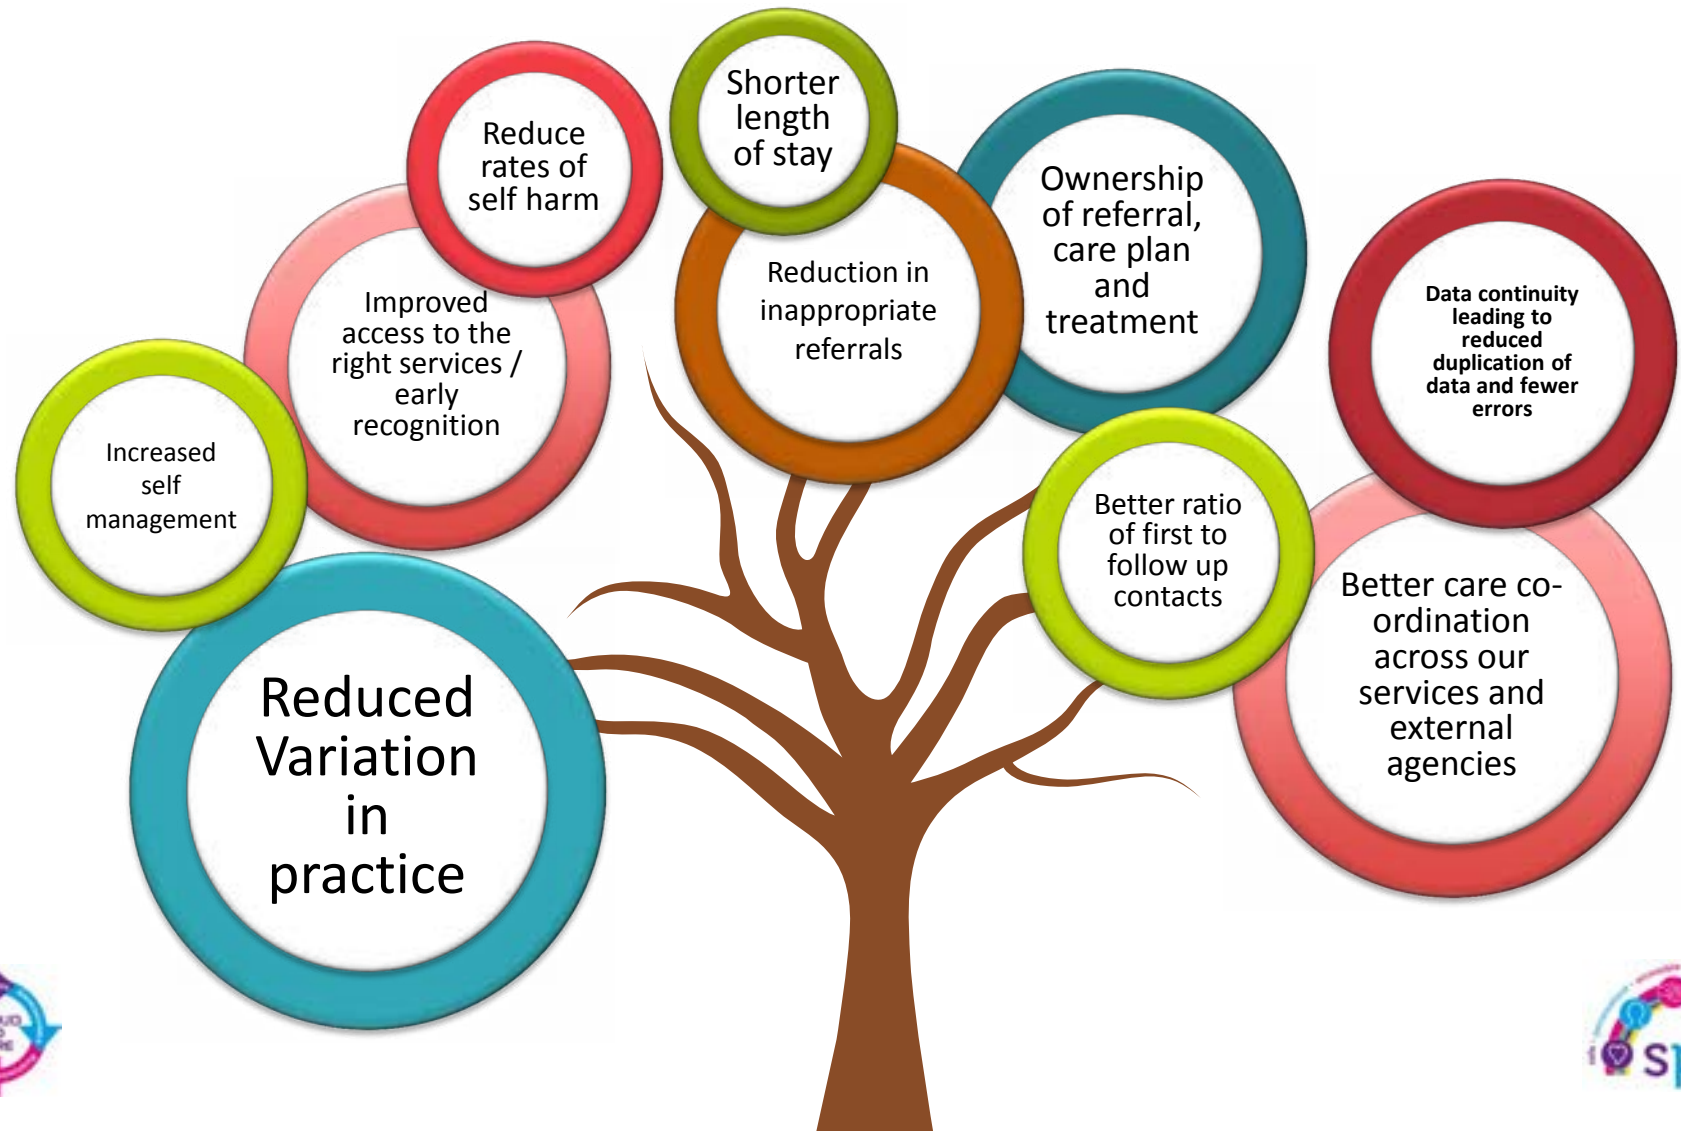 Reduce
rates of
self harm
Shorter
length
of stay
Ownership
of referral,
care plan
and
treatment
Improved
access to the
right services /
early
recognition
Reduction in
inappropriate
referrals
Data continuity
leading to
reduced
duplication of
data and fewer
errors
Increased
self
management
Better ratio
of first to
follow up
contacts
Better care co-
ordination
across our
services and
external
agencies
Reduced
Variation
in
practice